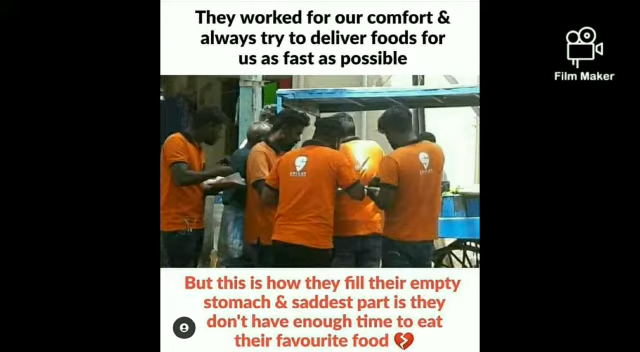 They worked for our comfort &
always try to deliver foods for
us as fast as possible
Film Maker
But this is how they fill their empty
stomach & saddest part is they
don't have enough time to eat
their favourite food 💔